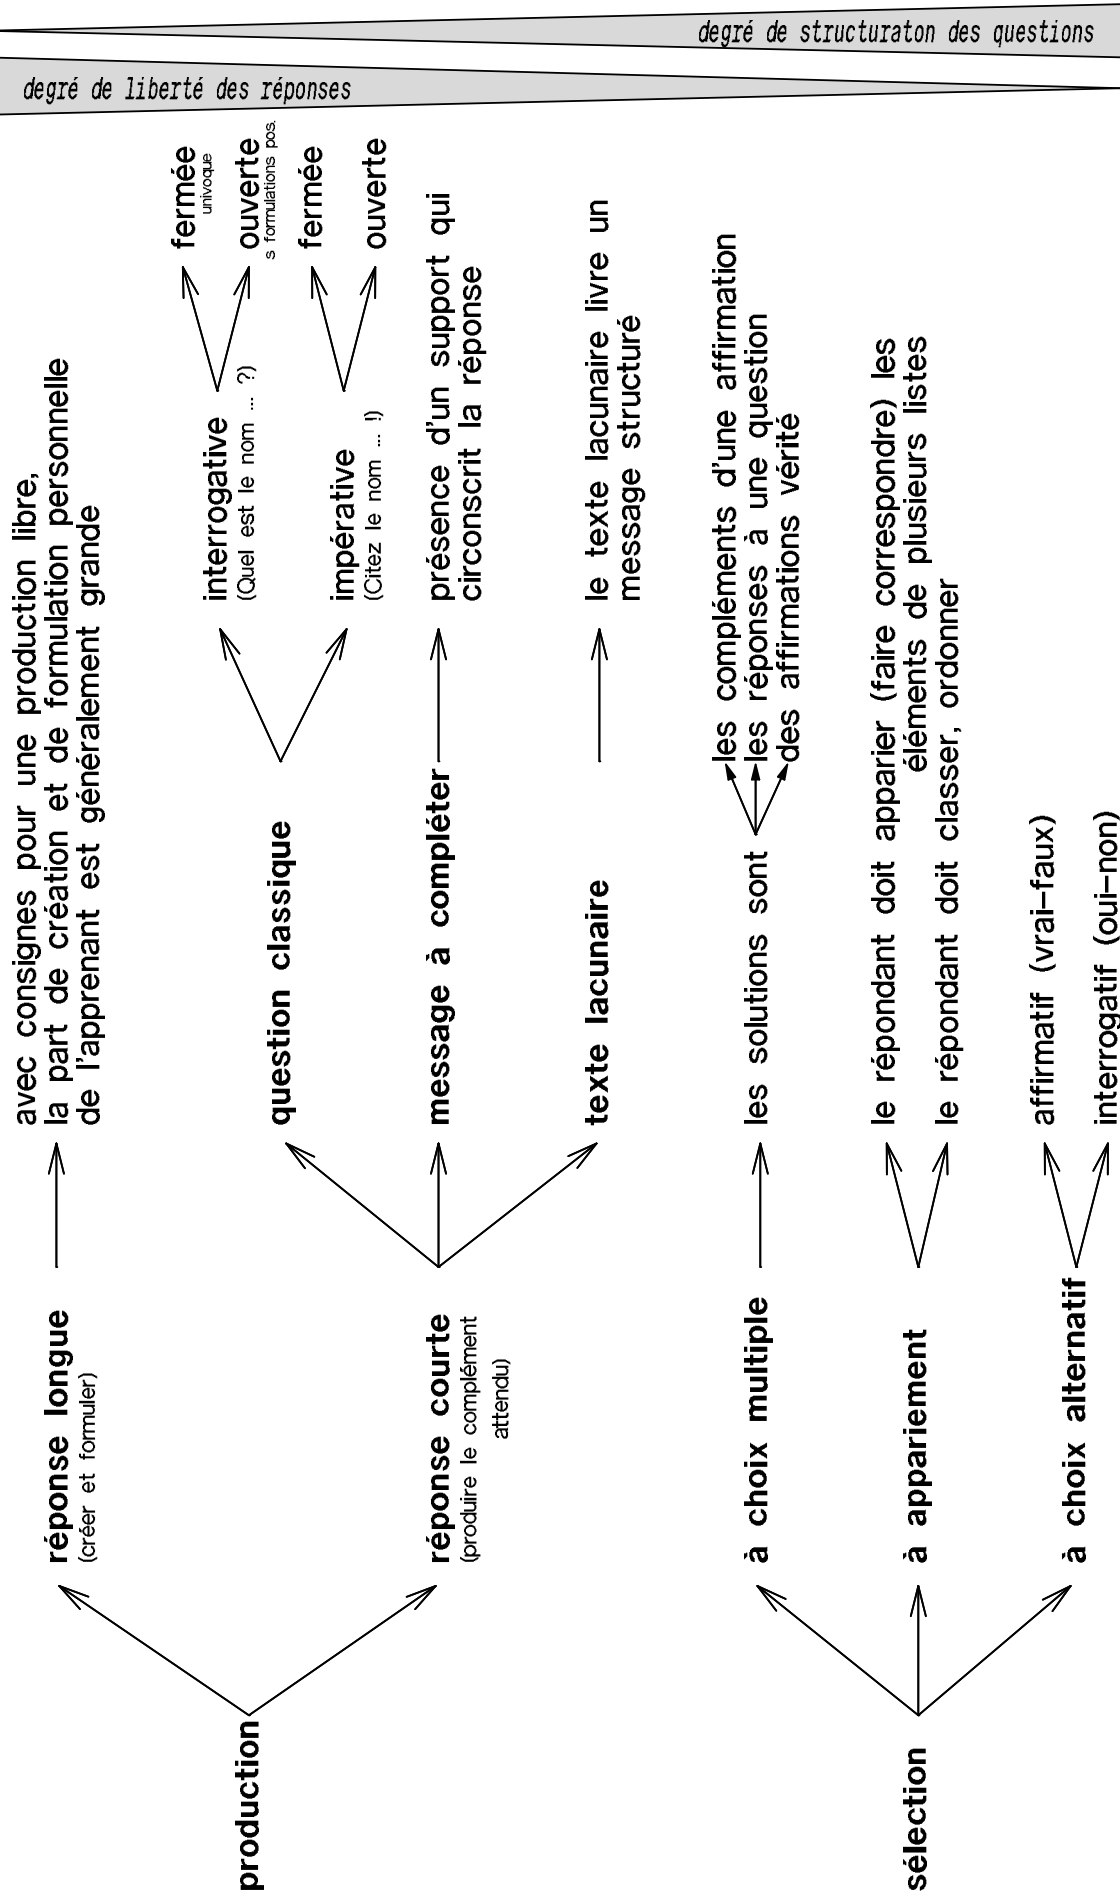 degré de structuraton des questions
degré de liberté des réponses
production
réponse longue
(créer et formuler)
avec consignes pour une production libre,
la part de création et de formulation personnelle
de l'apprenant est généralement grande
réponse courte
(produire le complément
attendu)
question classique
interrogative
(Quel est le nom ... ?)
fermée
univoque
ouverte
s formulations pos.
impérative
(Citez le nom ... !)
fermée
ouverte
message à compléter
présence d'un support qui
circonscrit la réponse
texte lacunaire
le texte lacunaire livre un
message structuré
sélection
à choix multiple
les solutions sont
les compléments d'une affirmation
les réponses à une question
des affirmations vérité
à appariement
le répondant doit apparier (faire correspondre) les
éléments de plusieurs listes
le répondant doit classer, ordonner
à choix alternatif
affirmatif (vrai-faux)
interrogatif (oui-non)